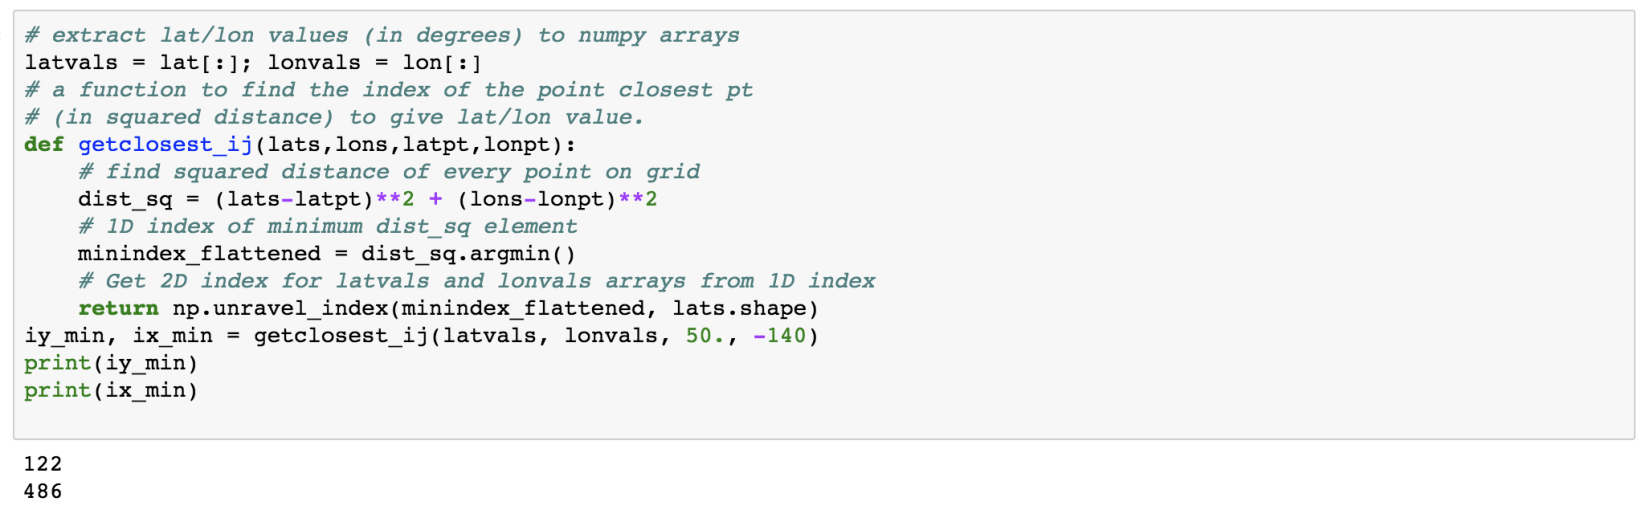 # extract lat/lon values (in degrees) to numpy arrays
latvals = lat[:]; lonvals = lon[:]
# a function to find the index of the point closest pt
# (in squared distance) to give lat/lon value.
def getclosest_ij(lats,lons,latpt,lonpt):
    # find squared distance of every point on grid
    dist_sq = (lats-latpt)**2 + (lons-lonpt)**2
    # 1D index of minimum dist_sq element
    minindex_flattened = dist_sq.argmin()
    # Get 2D index for latvals and lonvals arrays from 1D index
    return np.unravel_index(minindex_flattened, lats.shape)
iy_min, ix_min = getclosest_ij(latvals, lonvals, 50., -140)
print(iy_min)
print(ix_min)
122
486